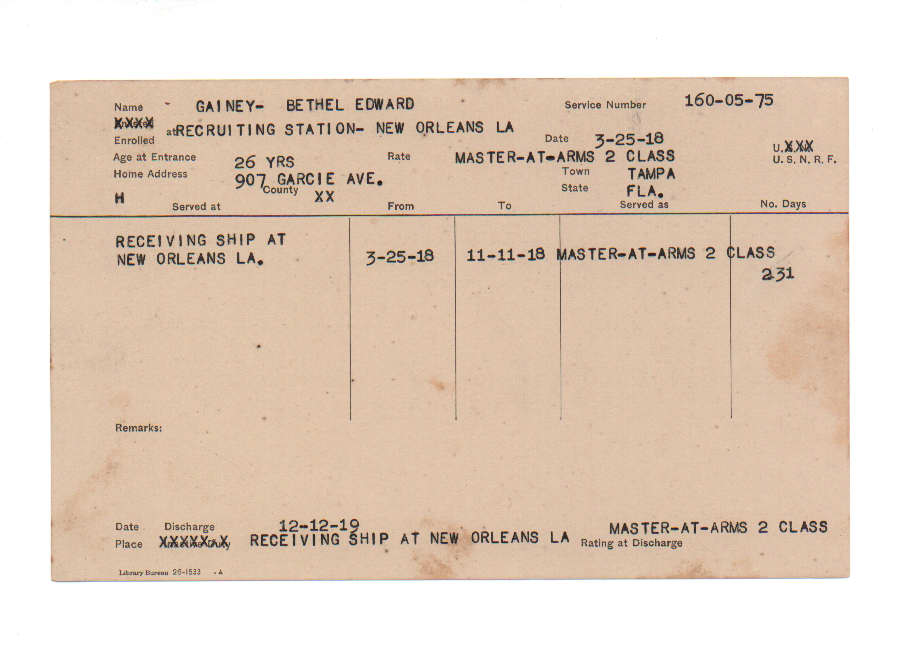 Name GAINEY- BETHEL EDWARD Service Number 160-05-75
XXXX
Enrolled at RECRUITING STATION- NEW ORLEANS LA Date 3-25-18 U.XXX
Age at Entrance 26 YRS Rate MASTER-AT-ARMS 2 CLASS U. S. N. R. F.
Home Address 907 GARCIE AVE. Town TAMPA
County XX State FLA.
H Served at From To Served as No. Days
RECEIVING SHIP AT
NEW ORLEANS LA. 3-25-18 11-11-18 MASTER-AT-ARMS 2 CLASS
231
Remarks:
Date Discharge 12-12-19 MASTER-AT-ARMS 2 CLASS
Place XXXXXXX RECEIVING SHIP AT NEW ORLEANS LA Rating at Discharge
Library Bureau 26-1533 -A